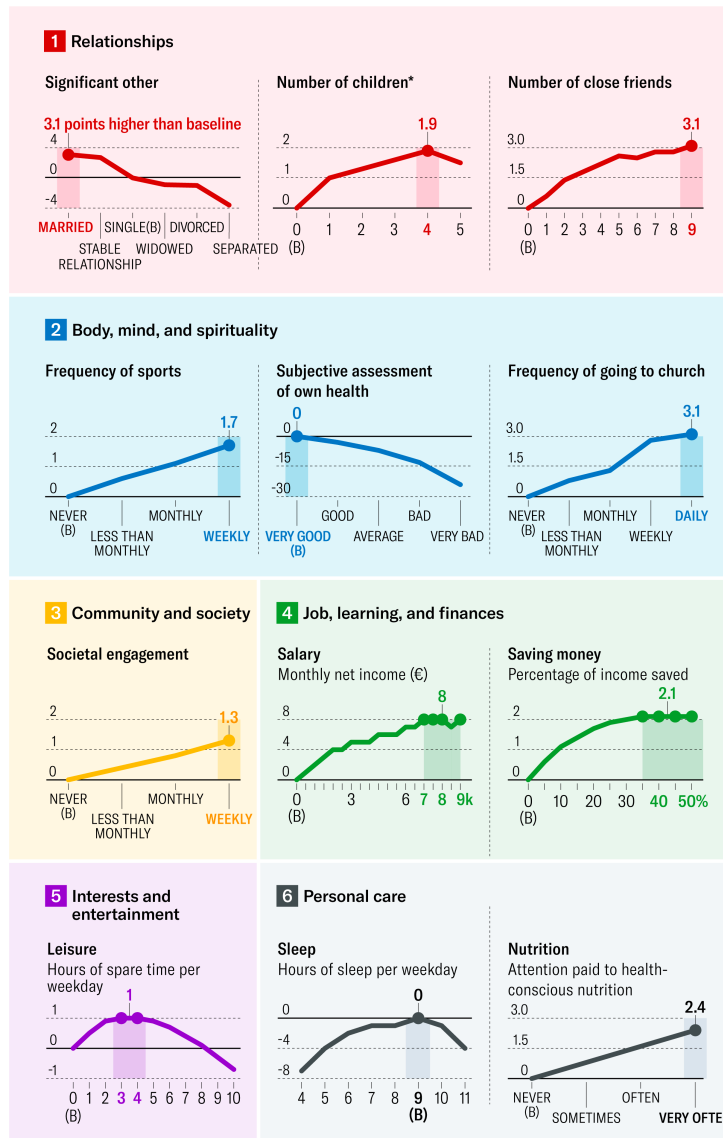 1 Relationships
Significant other
3.1 points higher than baseline
4
0
-4
MARRIED
SINGLE(B)
DIVORCED
STABLE
RELATIONSHIP
WIDOWED
SEPARATED
Number of children*
1.9
2
1
0
0 1 2 3 4 5
(B)
Number of close friends
3.1
3.0
1.5
0
0 1 2 3 4 5 6 7 8 9
(B)
2 Body, mind, and spirituality
Frequency of sports
1.7
2
1
0
NEVER
(B)
MONTHLY
LESS THAN
MONTHLY
WEEKLY
Subjective assessment
of own health
0
0
-15
-30
GOOD
BAD
VERY GOOD
(B)
AVERAGE
VERY BAD
Frequency of going to church
3.1
3.0
1.5
0
NEVER
(B)
MONTHLY
DAILY
LESS THAN
MONTHLY
WEEKLY
3 Community and society
Societal engagement
1.3
2
1
0
NEVER
(B)
MONTHLY
LESS THAN
MONTHLY
WEEKLY
4 Job, learning, and finances
Salary
Monthly net income (€)
8
8
4
0
0 3 6 7 8 9k
(B)
Saving money
Percentage of income saved
2.1
2
1
0
0 10 20 30 40 50%
(B)
5 Interests and
entertainment
Leisure
Hours of spare time per
weekday
1
1
0
-1
0 1 2 3 4 5 6 7 8 9 10
(B)
6 Personal care
Sleep
Hours of sleep per weekday
0
0
-4
-8
4 5 6 7 8 9 10 11
(B)
Nutrition
Attention paid to health-
conscious nutrition
2.4
3.0
1.5
0
NEVER
(B)
OFTEN
SOMETIMES
VERY OFTE